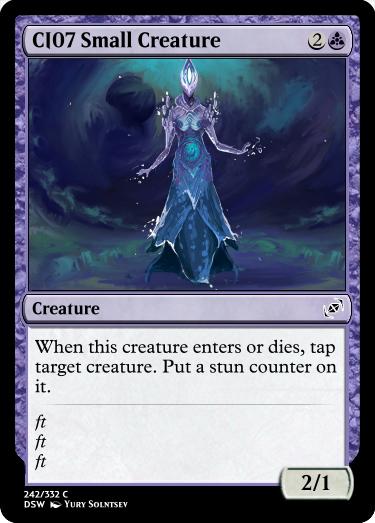 CI07 Small Creature 2
Creature
When this creature enters or dies, tap
target creature. Put a stun counter on
it.
ft
ft
ft
2/1
242/332 C
DSW Yury Solntsev